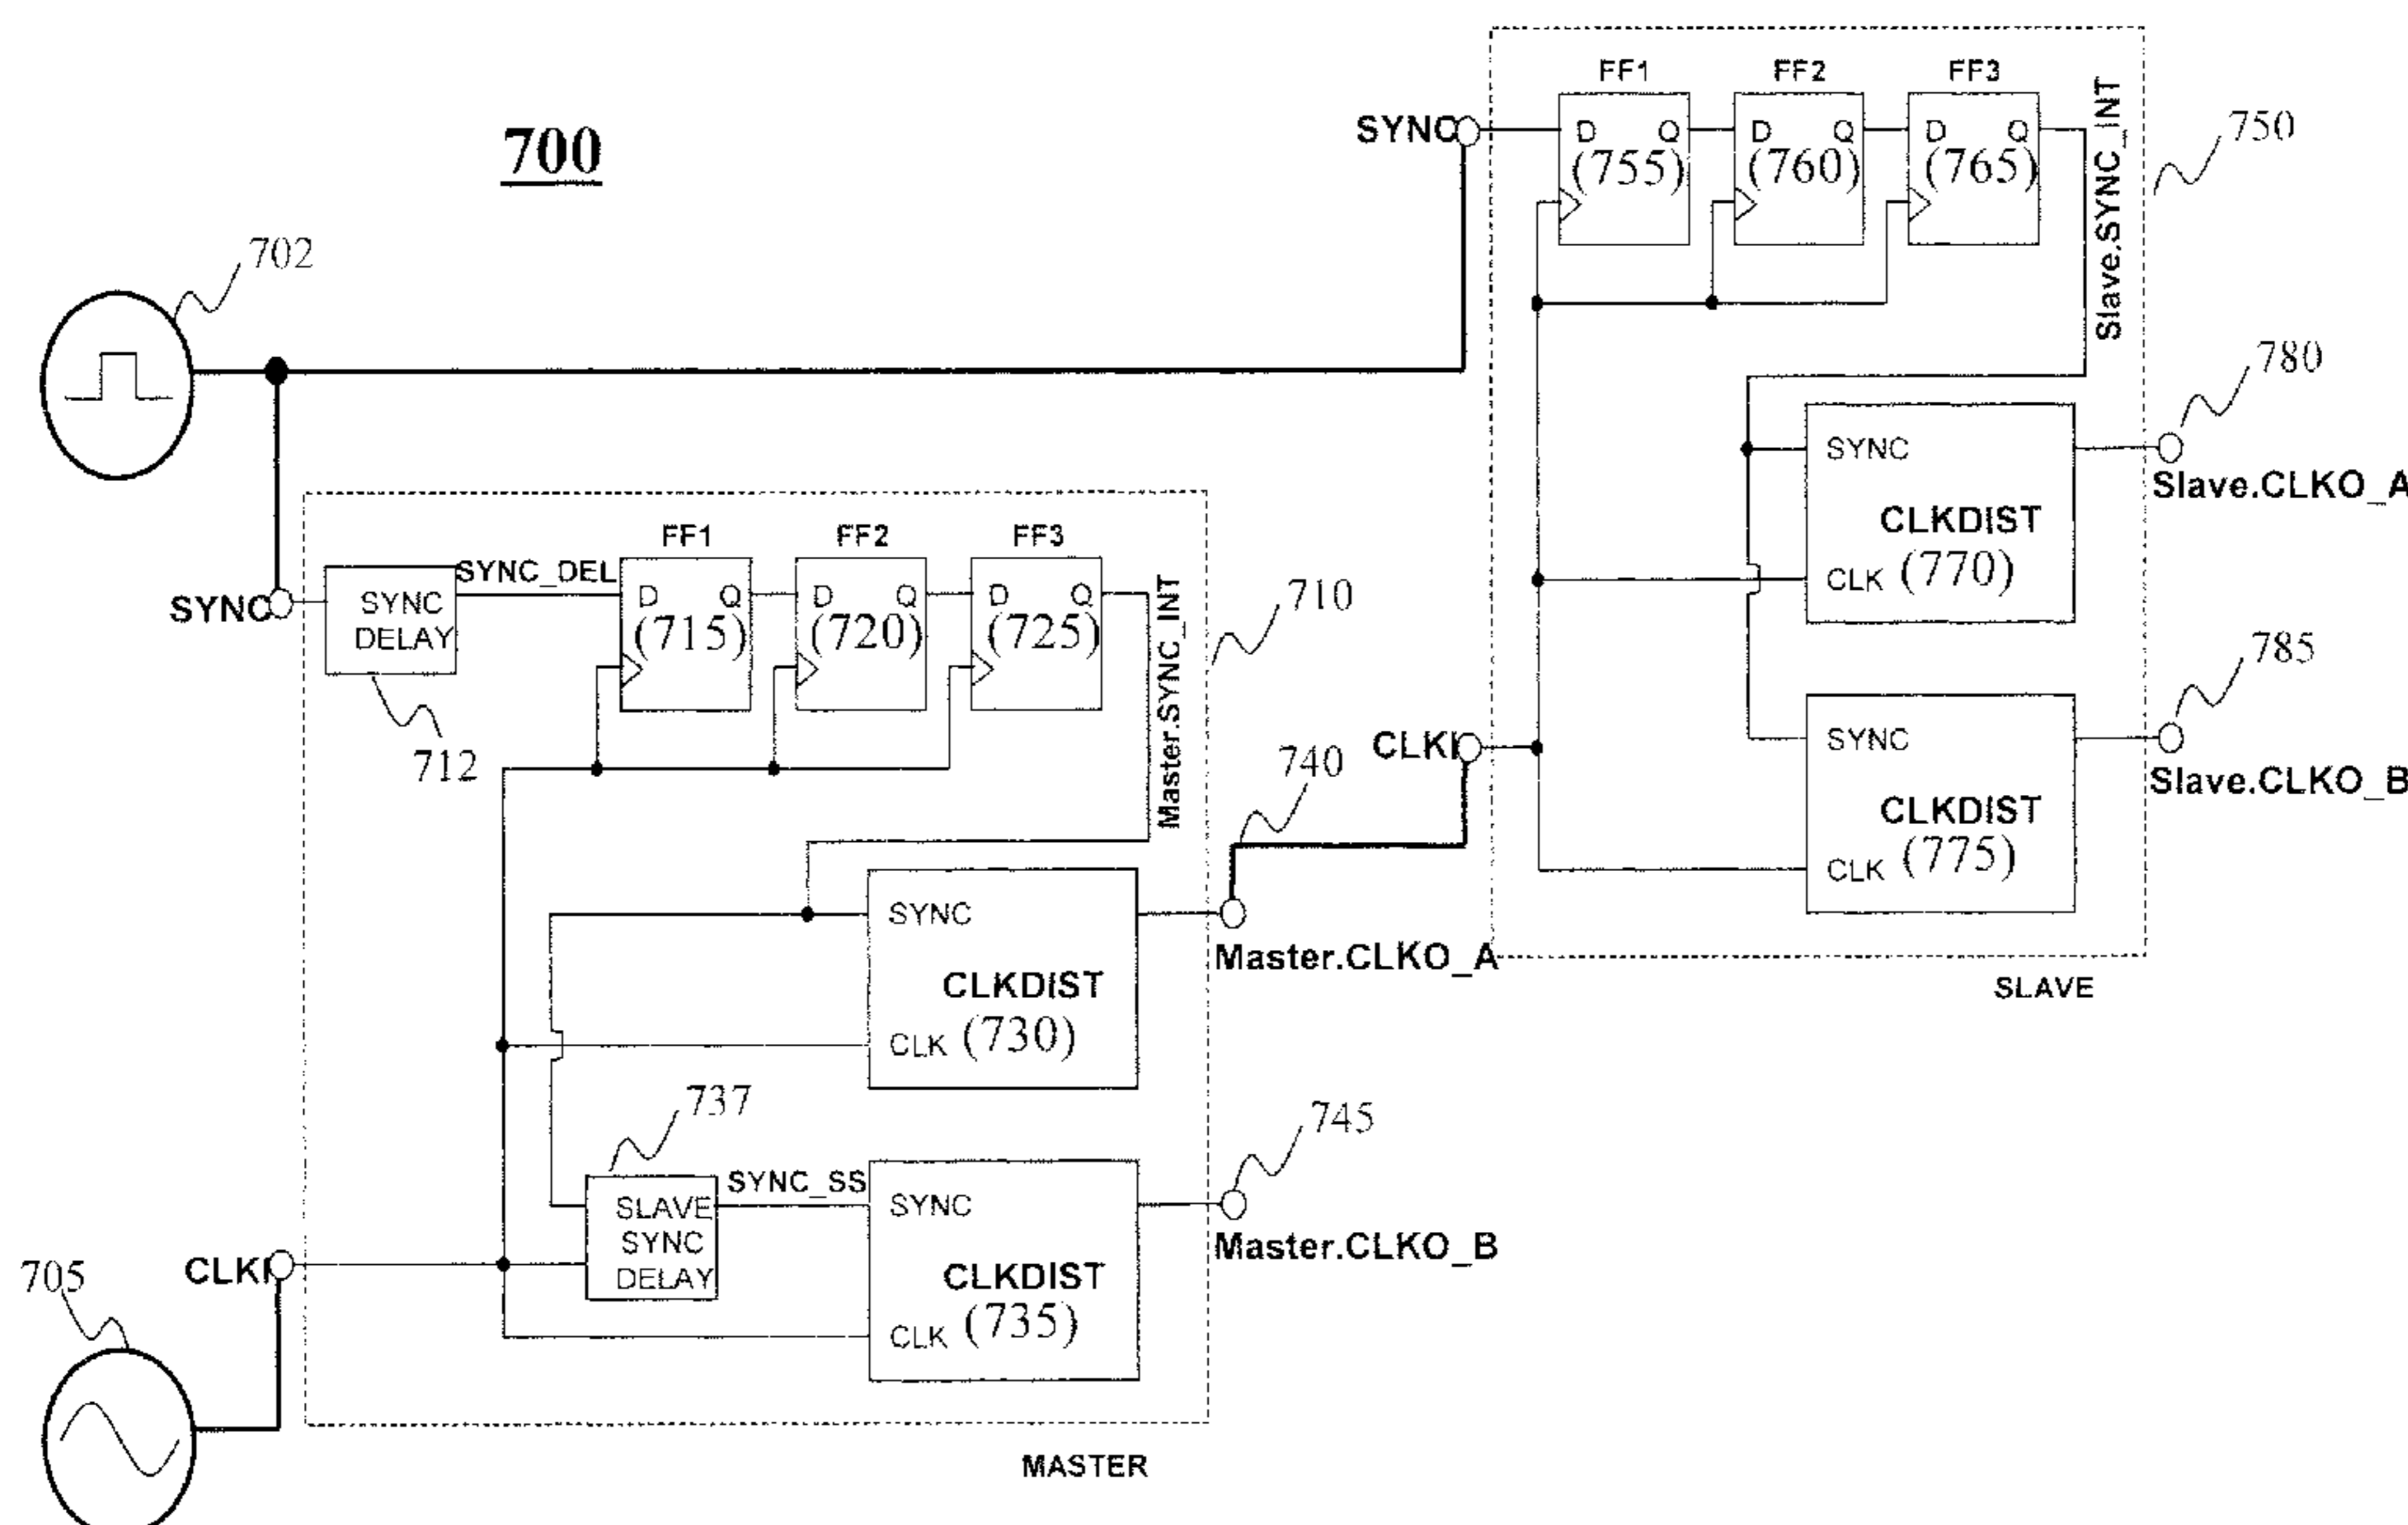 700
702
SYNC
FF1
FF2
FF3
D
Q
(755)
D
Q
(760)
D
Q
(765)
Slave.SYNC_INT
750
SYNC
CLKDIST
CLK
(770)
780
Slave.CLKO_A
SYNC
CLKDIST
CLK
(775)
785
Slave.CLKO_B
CLKI
SLAVE
SYNC
SYNC
DELAY
712
SYNC_DEL
FF1
FF2
FF3
D
Q
(715)
D
Q
(720)
D
Q
(725)
Master.SYNC_INT
710
SYNC
CLKDIST
CLK
(730)
740
Master.CLKO_A
737
SLAVE
SYNC
DELAY
SYNC_SS
SYNC
CLKDIST
CLK
(735)
745
Master.CLKO_B
CLKI
705
MASTER